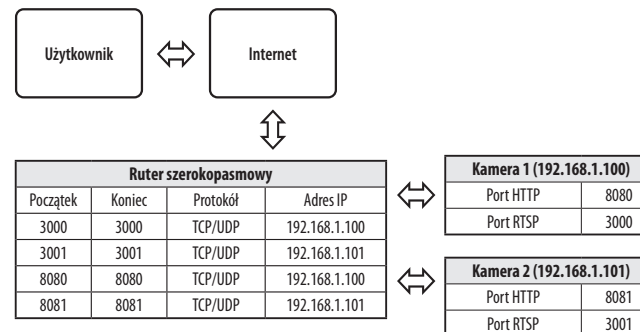 Użytkownik
Internet
Ruter szerokopasmowy
Początek Koniec Protokół Adres IP
3000 3000 TCP/UDP 192.168.1.100
3001 3001 TCP/UDP 192.168.1.101
8080 8080 TCP/UDP 192.168.1.100
8081 8081 TCP/UDP 192.168.1.101
Kamera 1 (192.168.1.100)
Port HTTP 8080
Port RTSP 3000
Kamera 2 (192.168.1.101)
Port HTTP 8081
Port RTSP 3001